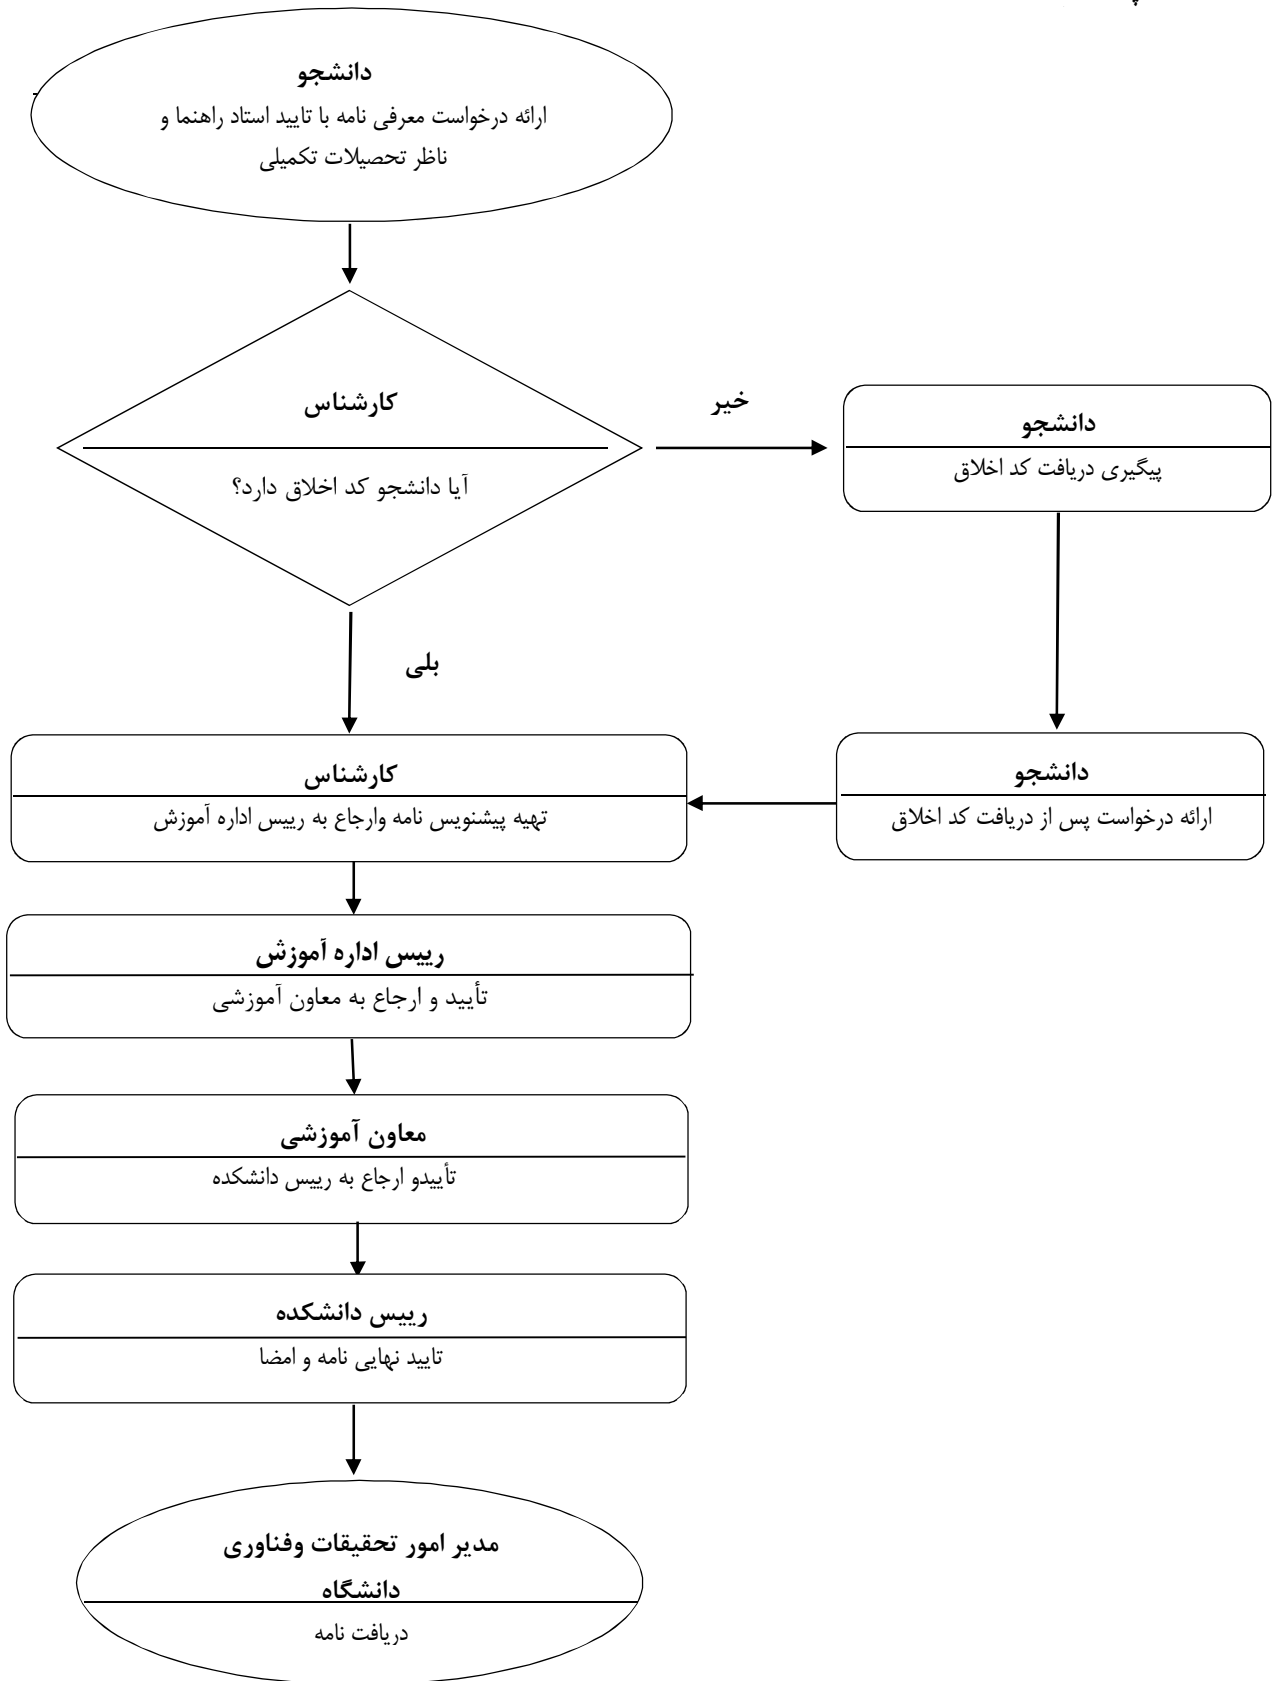 دانشجو
ارائه درخواست معرفی نامه با تایید استاد راهنما و
ناظر تحصیلات تکمیلی
کارشناس
آیا دانشجو کد اخلاق دارد؟
خیر
دانشجو
پیگیری دریافت کد اخلاق
بلی
کارشناس
تهیه پیشنویس نامه وارجاع به رییس اداره آموزش
دانشجو
ارائه درخواست پس از دریافت کد اخلاق
رییس اداره آموزش
تأیید و ارجاع به معاون آموزشی
معاون آموزشی
تأییدو ارجاع به رییس دانشکده
رییس دانشکده
تایید نهایی نامه و امضا
مدیر امور تحقیقات وفناوری
دانشگاه
دریافت نامه